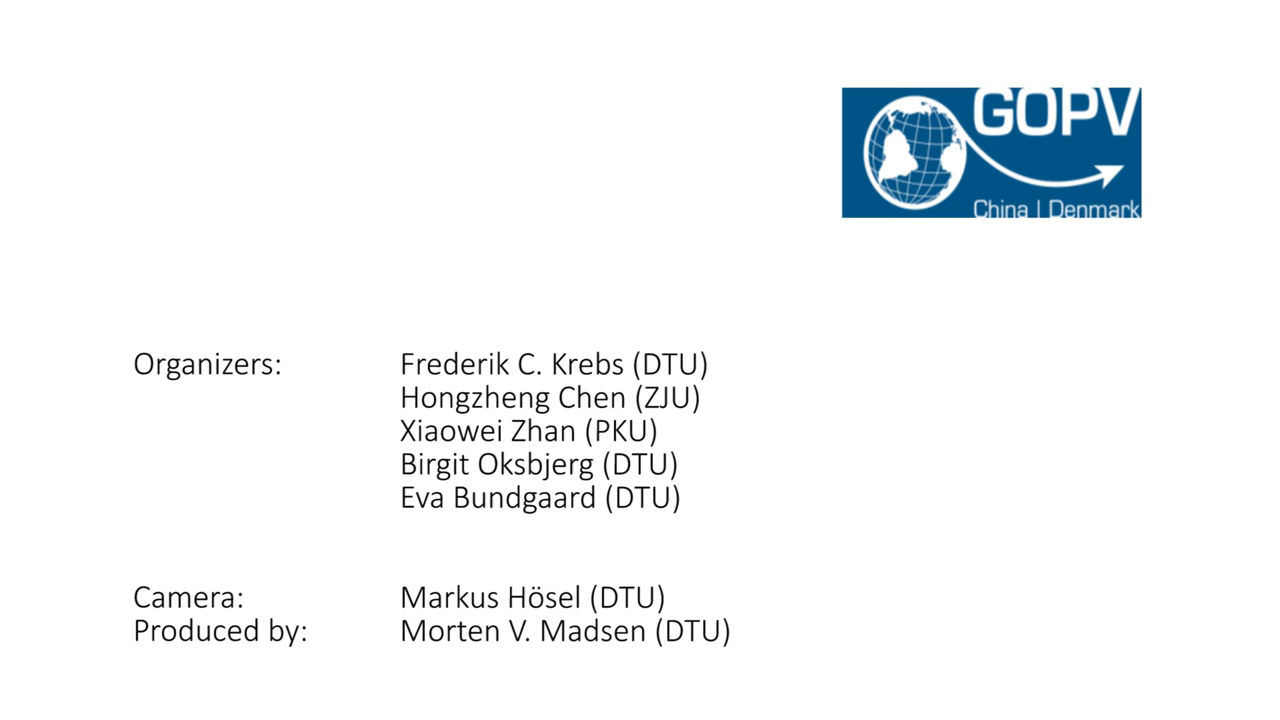 GOPV
China | Denmark
Organizers: Frederik C. Krebs (DTU)
Hongzheng Chen (ZJU)
Xiaowei Zhan (PKU)
Birgit Oksbjerg (DTU)
Eva Bundgaard (DTU)
Camera: Markus Hösel (DTU)
Produced by: Morten V. Madsen (DTU)